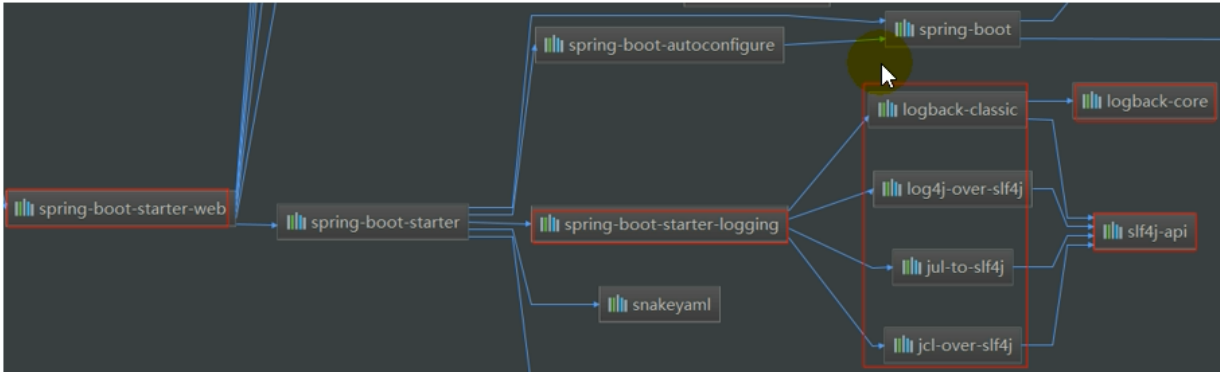 spring-boot-autoconfigure
spring-boot
logback-classic
logback-core
log4j-over-slf4j
spring-boot-starter-web
spring-boot-starter
spring-boot-starter-logging
slf4j-api
jul-to-slf4j
snakeyaml
jcl-over-slf4j